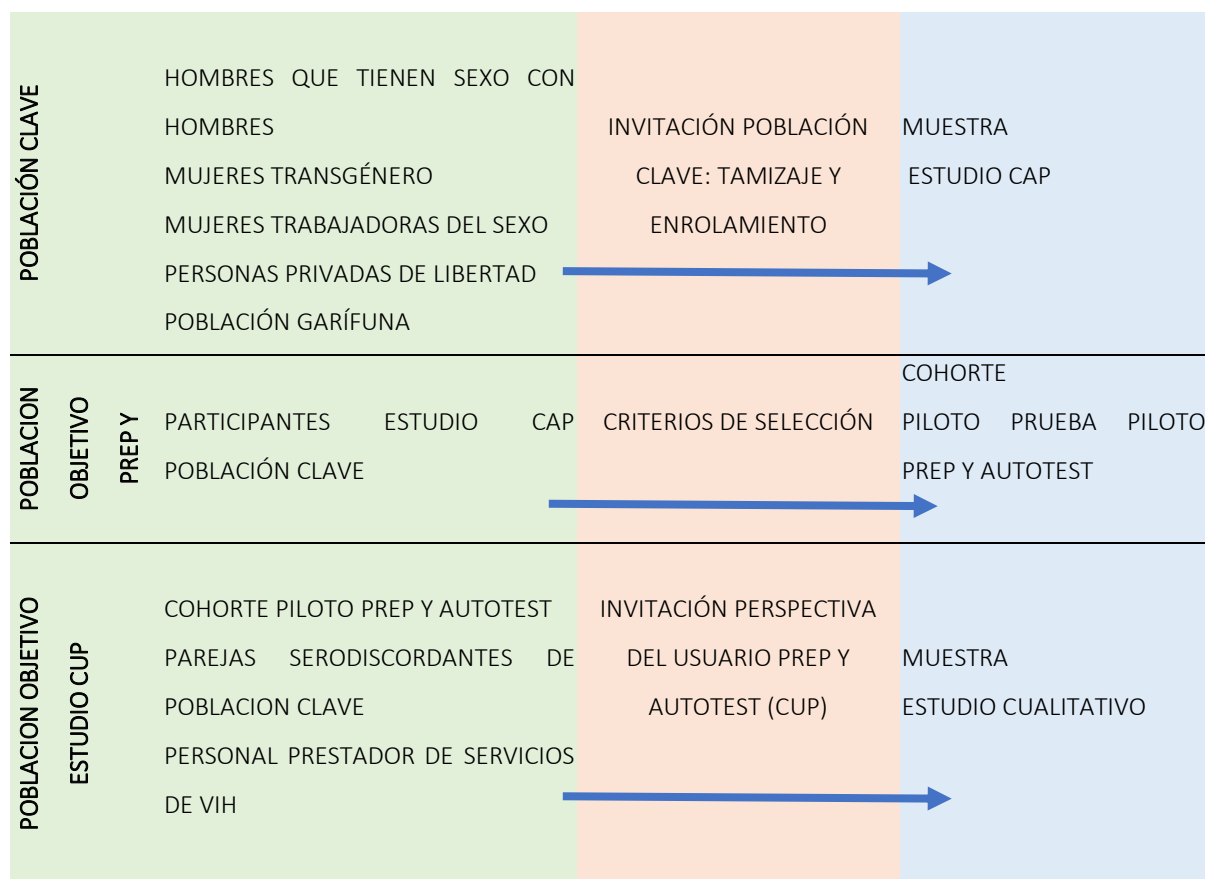 POBLACIÓN CLAVE
HOMBRES QUE TIENEN SEXO CON
HOMBRES
MUJERES TRANSGÉNERO
MUJERES TRABAJADORAS DEL SEXO
PERSONAS PRIVADAS DE LIBERTAD
POBLACIÓN GARÍFUNA
INVITACIÓN POBLACIÓN
CLAVE: TAMIZAJE Y
ENROLAMIENTO
MUESTRA
ESTUDIO CAP
POBLACION
OBJETIVO
PREP Y
PARTICIPANTES ESTUDIO CAP
POBLACIÓN CLAVE
CRITERIOS DE SELECCIÓN
COHORTE
PILOTO PRUEBA PILOTO
PREP Y AUTOTEST
POBLACION OBJETIVO
ESTUDIO CUP
COHORTE PILOTO PREP Y AUTOTEST
PAREJAS SERODISCORDANTES DE
POBLACION CLAVE
PERSONAL PRESTADOR DE SERVICIOS
DE VIH
INVITACIÓN PERSPECTIVA
DEL USUARIO PREP Y
AUTOTEST (CUP)
MUESTRA
ESTUDIO CUALITATIVO